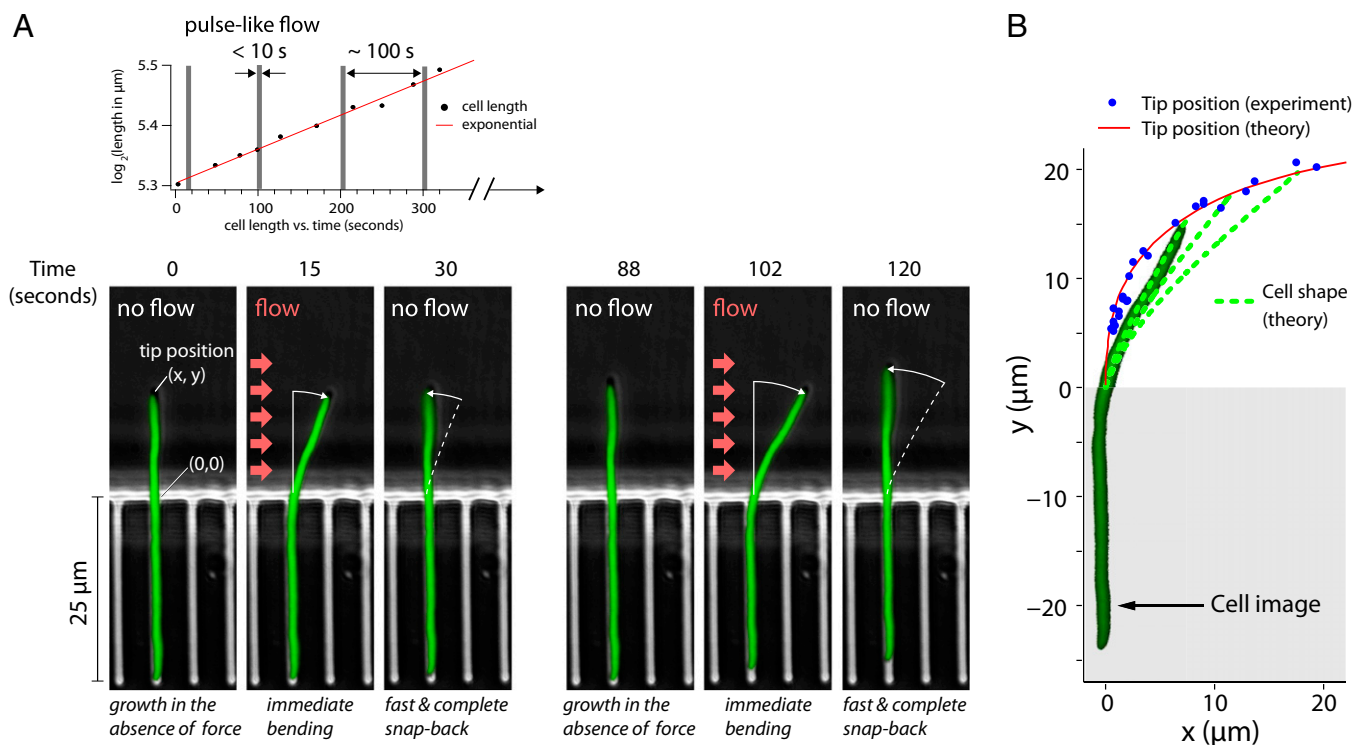 A
pulse-like flow
< 10 s
~ 100 s
log 2(length in μm)
5.5
5.4
5.3
cell length
exponential
0 100 200 300
cell length vs. time (seconds)
Time
(seconds)
0 15 30 88 102 120
no flow flow no flow no flow flow no flow
tip position
(x, y)
(0,0)
25 μm
growth in the
absence of force
immediate
bending
fast & complete
snap-back
growth in the
absence of force
immediate
bending
fast & complete
snap-back
B
Tip position (experiment)
Tip position (theory)
y (μm)
20
10
0
−10
−20
Cell shape
(theory)
Cell image
0 10 20
x (μm)